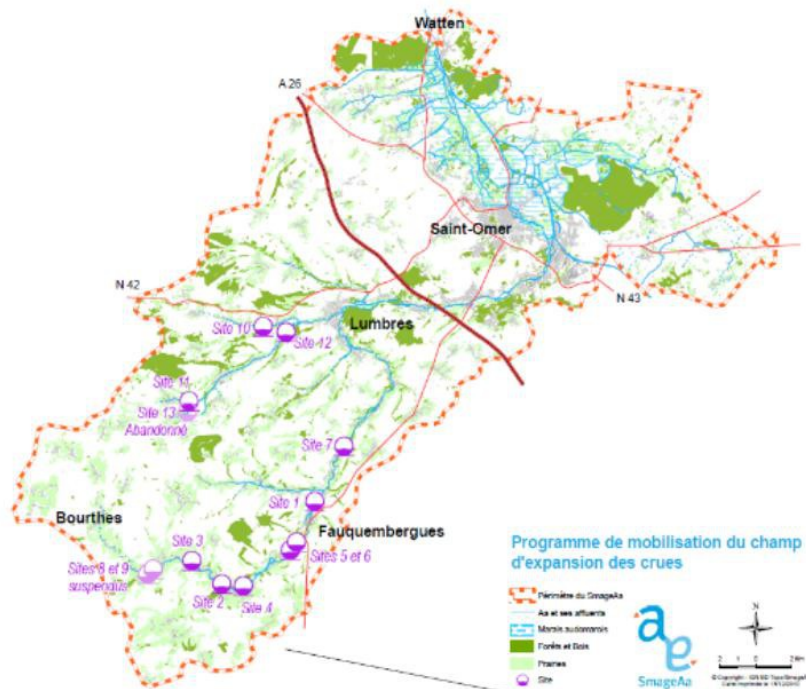 Watten
A 26
Saint-Omer
N 42
N 43
Lumbres
Site 10
Site 12
Site 11
Site 13
Abandonné
Site 7
Site 1
Bourthes
Fauquembergues
Site 3
Sites 5 et 6
Sites 8 et 9
suspendus
Site 2
Site 4
Programme de mobilisation du champ
d'expansion des crues
Périmètre du SmageAa
Aa et ses affluents
Marais audomarois
Forêts et Bois
Prairies
Site
SmageAa
N